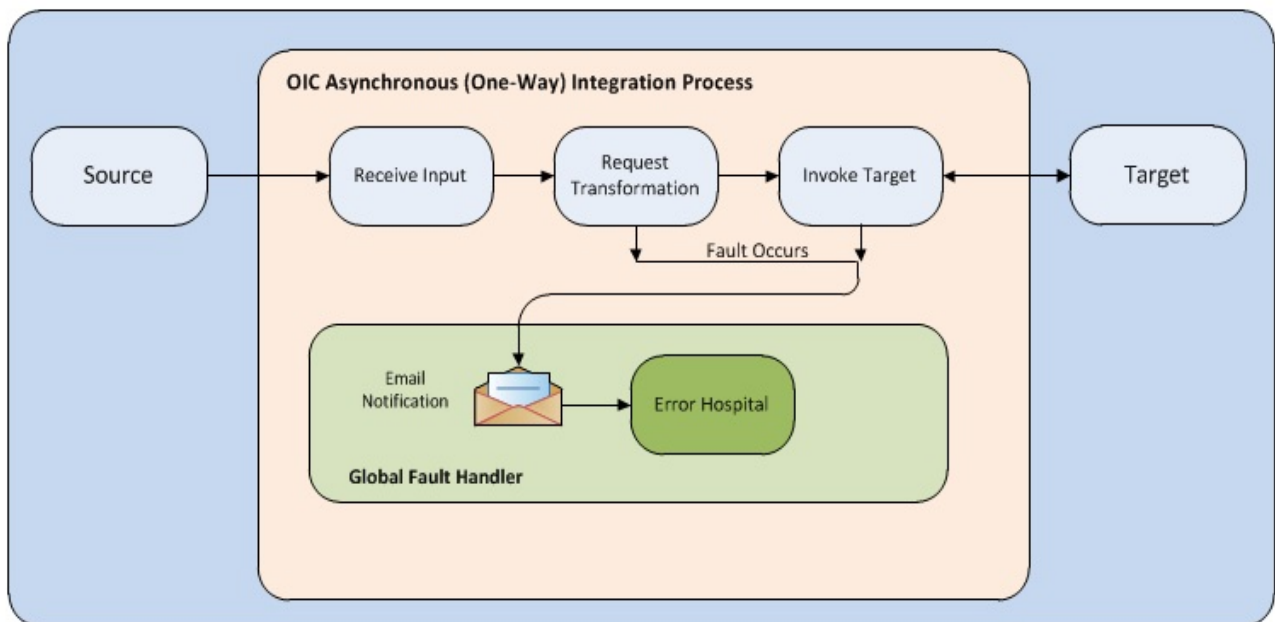 OIC Asynchronous (One-Way) Integration Process
Source
Receive Input
Request
Transformation
Invoke Target
Target
Fault Occurs
Email
Notification
Error Hospital
Global Fault Handler